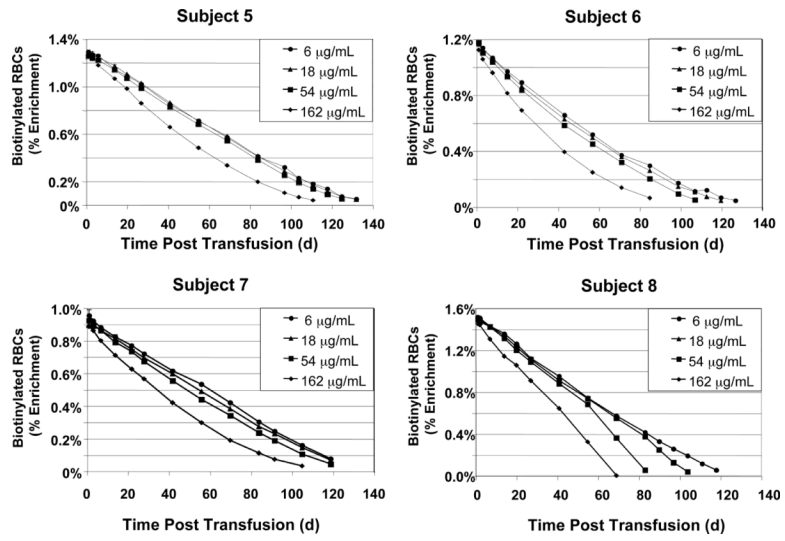 Subject 5
Biotinylated RBCs
(% Enrichment)
1.4%
1.0%
0.6%
0.2%
0%
6 µg/mL
18 µg/mL
54 µg/mL
162 µg/mL
0 20 40 60 80 100 120 140
Time Post Transfusion (d)
Subject 6
Biotinylated RBCs
(% Enrichment)
1.2%
0.8%
0.4%
0%
6 µg/mL
18 µg/mL
54 µg/mL
162 µg/mL
0 20 40 60 80 100 120 140
Time Post Transfusion (d)
Subject 7
Biotinylated RBCs
(% Enrichment)
1.0%
0.8%
0.6%
0.4%
0.2%
0%
6 µg/mL
18 µg/mL
54 µg/mL
162 µg/mL
0 20 40 60 80 100 120 140
Time Post Transfusion (d)
Subject 8
Biotinylated RBCs
(% Enrichment)
1.6%
1.2%
0.8%
0.4%
0.0%
6 µg/mL
18 µg/mL
54 µg/mL
162 µg/mL
0 20 40 60 80 100 120 140
Time Post Transfusion (d)